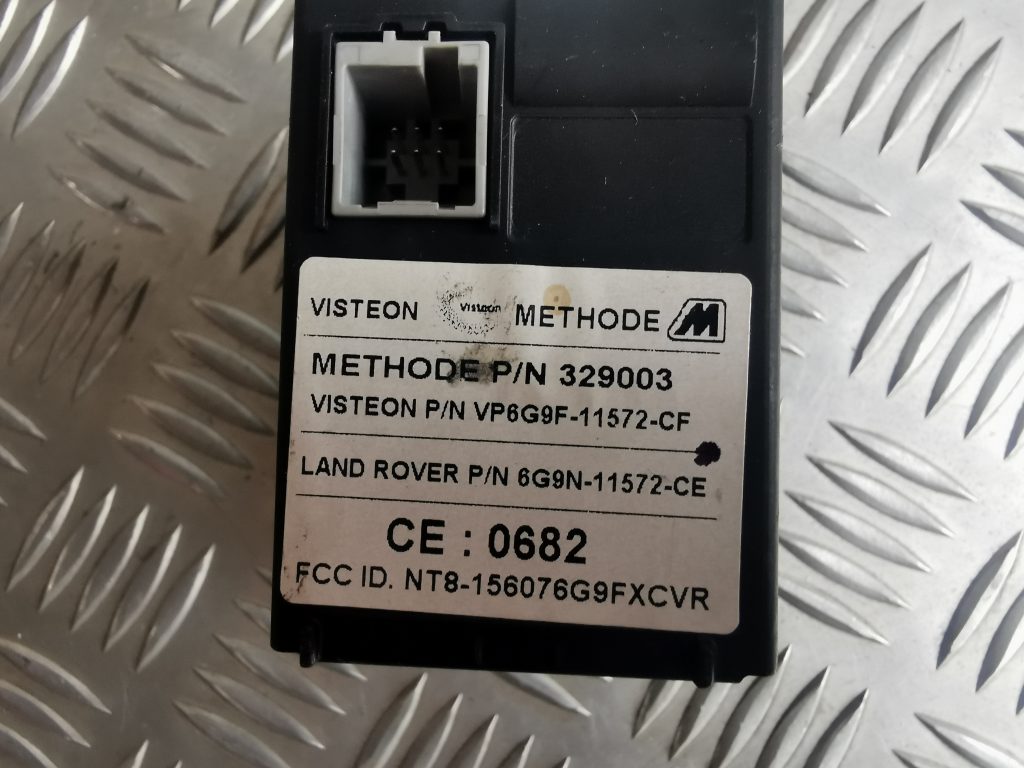 VISTEON Visteon METHODE M
METHODE P/N 329003
VISTEON P/N VP6G9F-11572-CF
LAND ROVER P/N 6G9N-11572-CE
CE : 0682
FCC ID. NT8-156076G9FXCVR